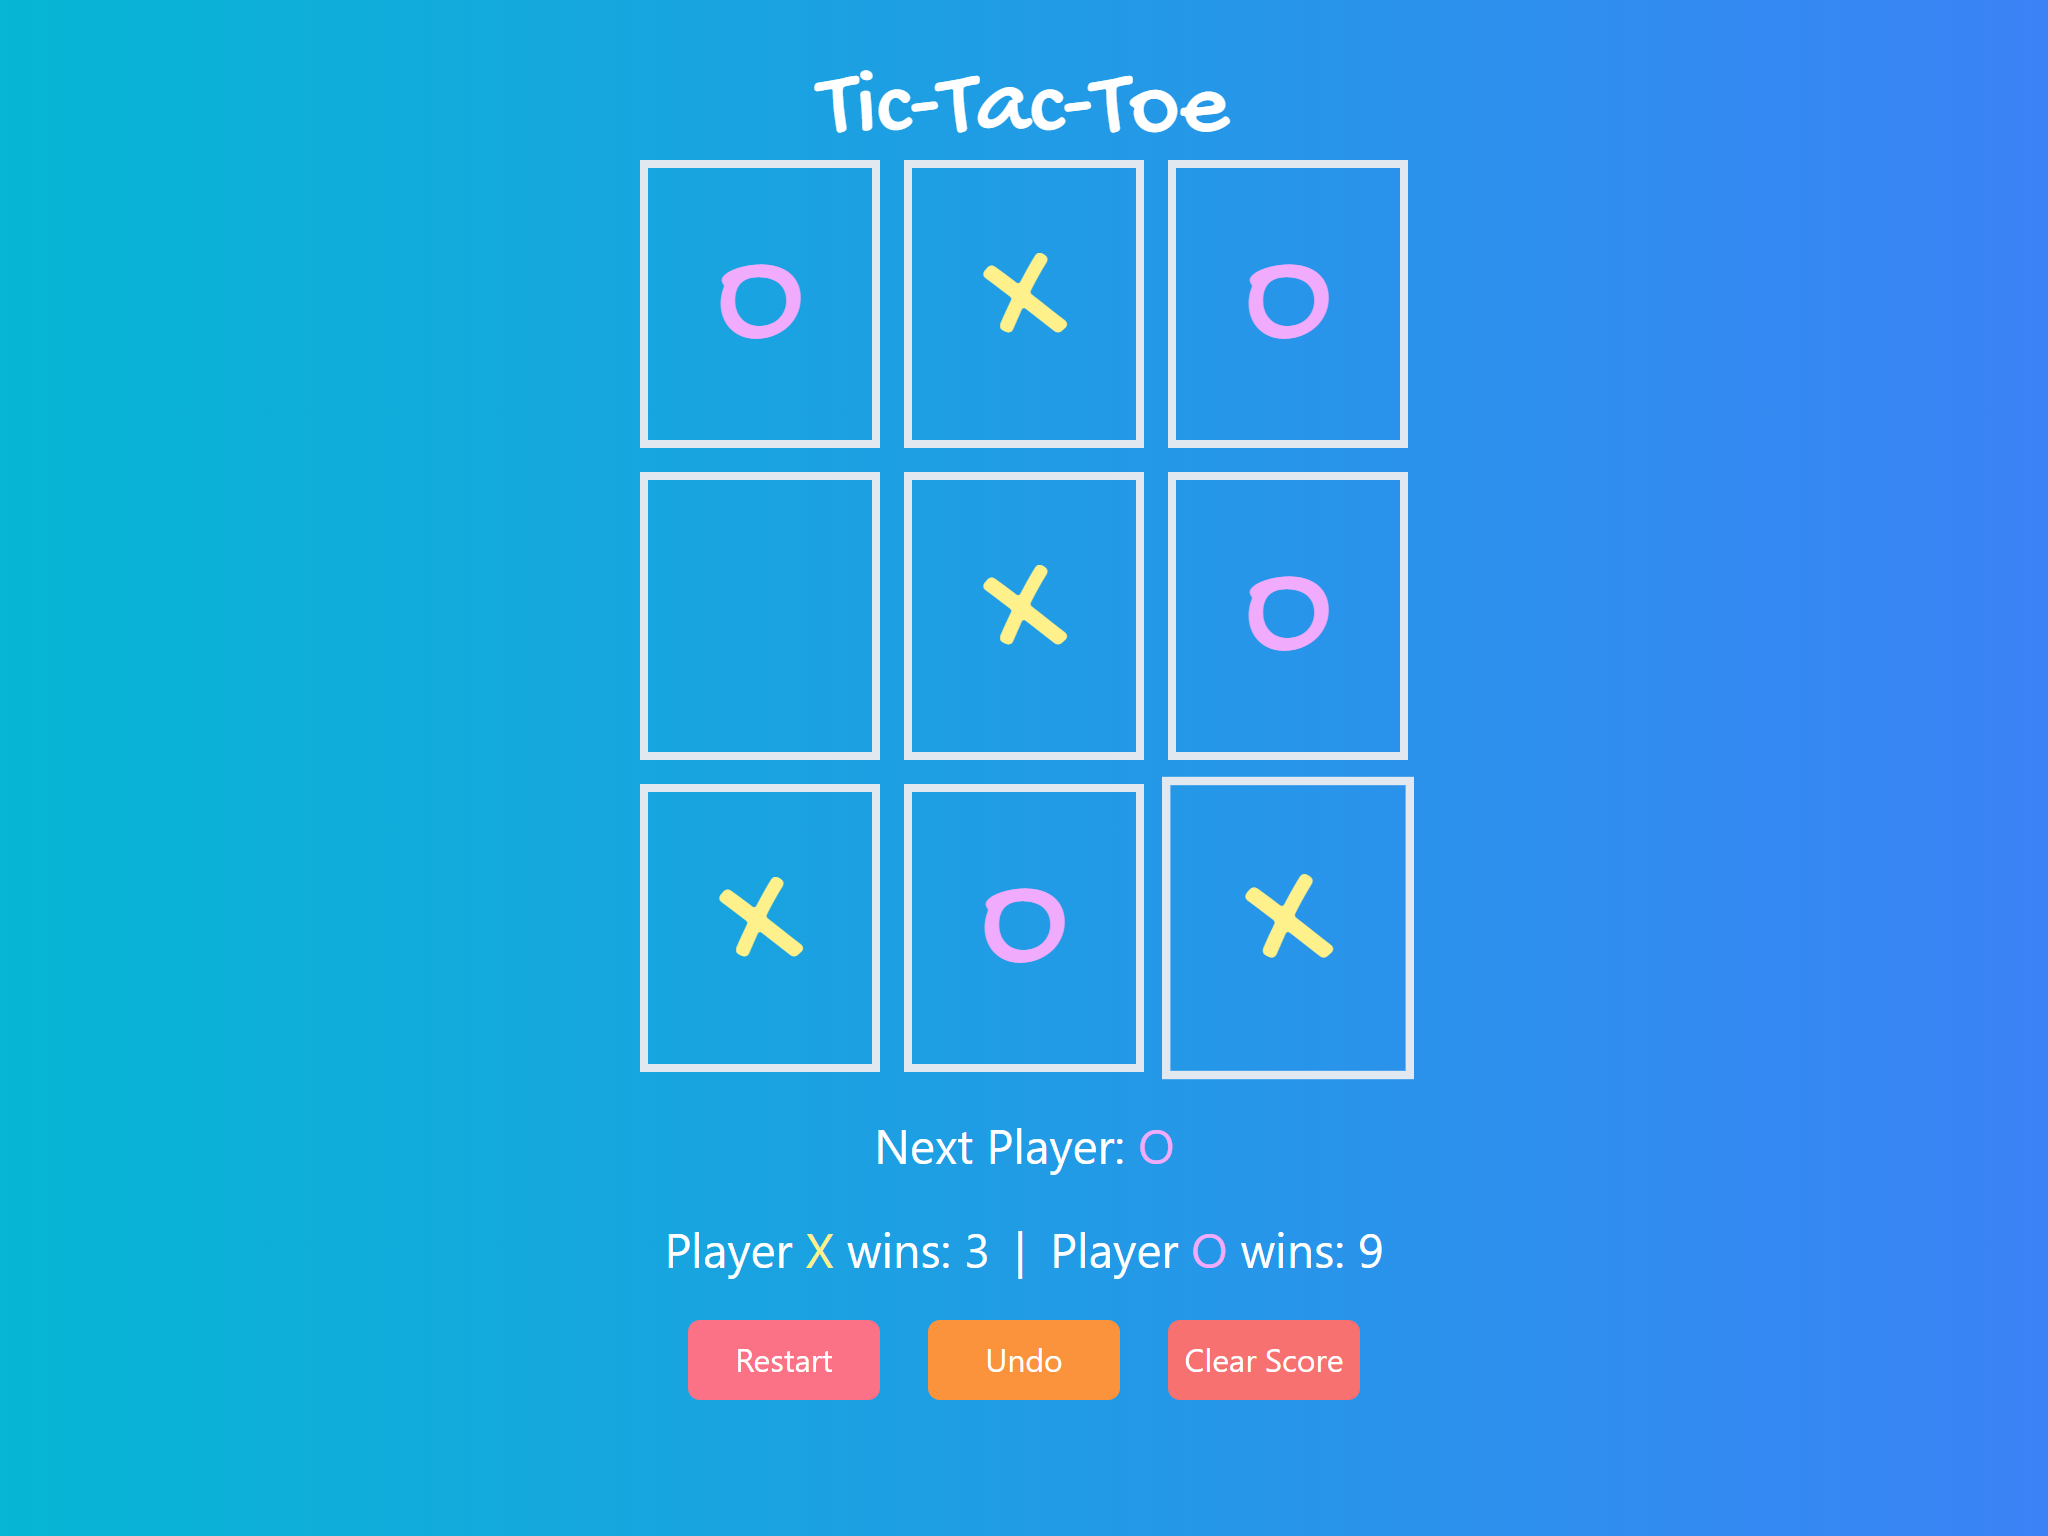 Tic-Tac-Toe
O X O
X O
X O X
Next Player: O
Player X wins: 3 | Player O wins: 9
Restart Undo Clear Score